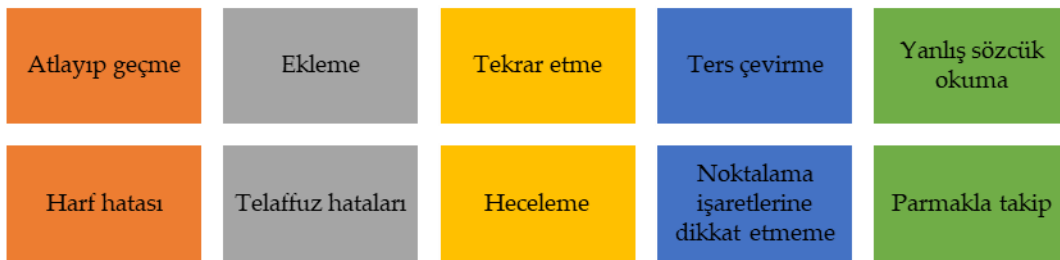 Atlayıp geçme
Ekleme
Tekrar etme
Ters çevirme
Yanlış sözcük
okuma
Harf hatası
Telaffuz hataları
Heceleme
Noktalama
işaretlerine
dikkat etmeme
Parmakla takip